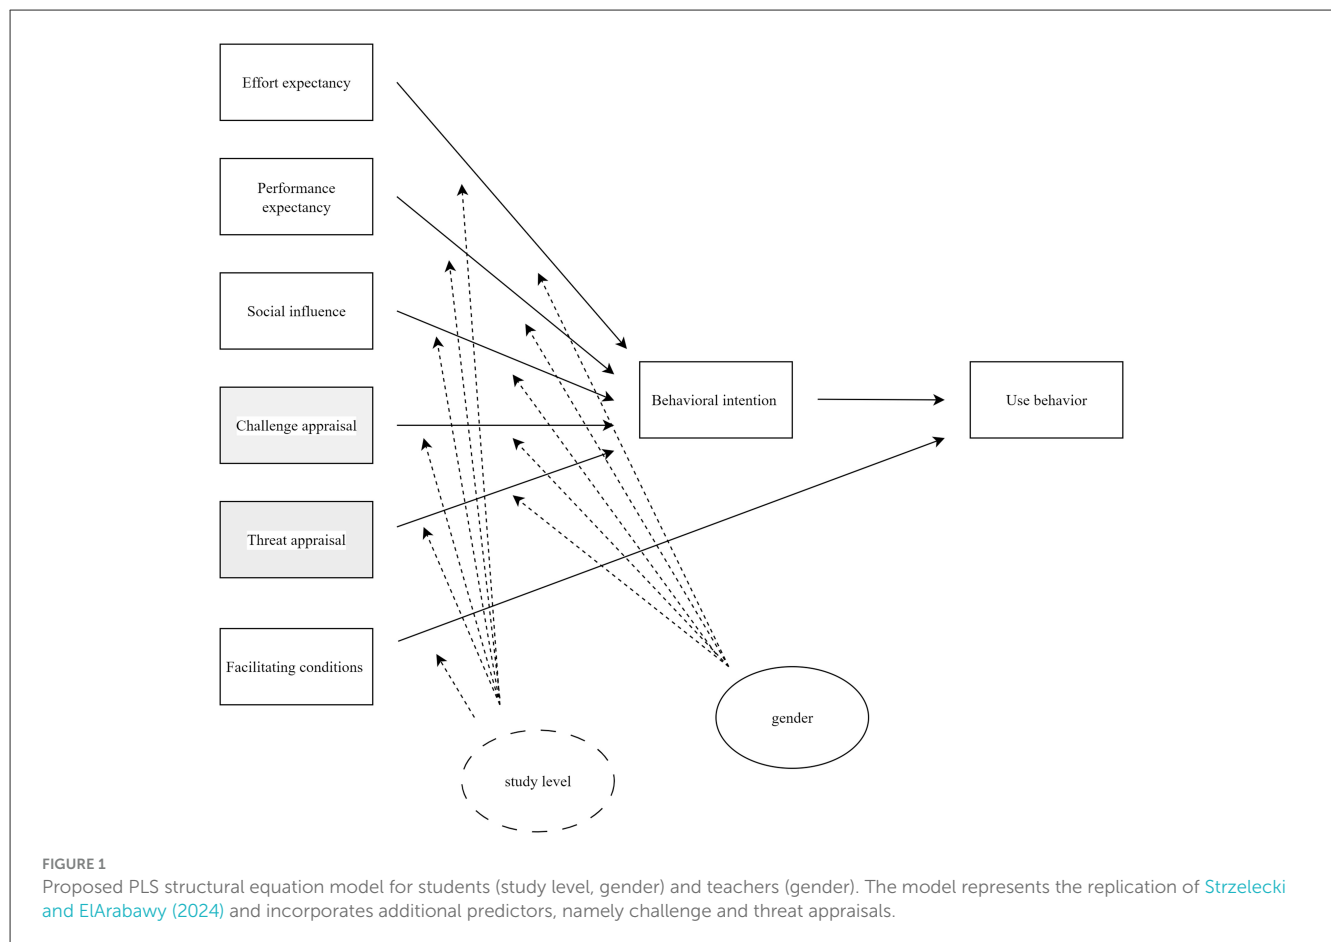 Effort expectancy
Performance
expectancy
Social influence
Challenge appraisal
Threat appraisal
Facilitating conditions
Behavioral intention
Use behavior
gender
study level
FIGURE 1
Proposed PLS structural equation model for students (study level, gender) and teachers (gender). The model represents the replication of Strzelecki
and ElArabawy (2024) and incorporates additional predictors, namely challenge and threat appraisals.